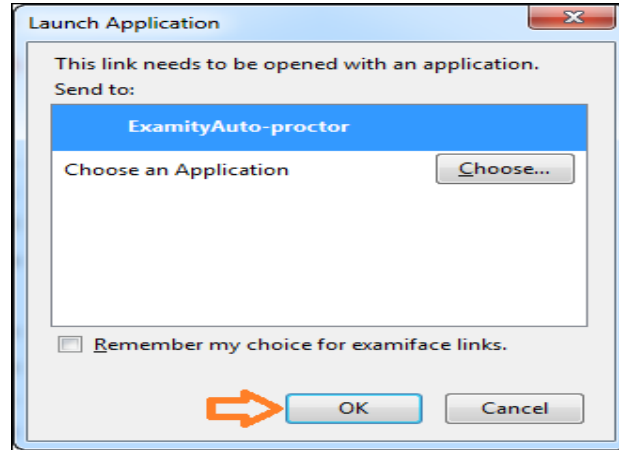 Launch Application
This link needs to be opened with an application.
Send to:
ExamityAuto-proctor
Choose an Application
Choose...
Remember my choice for examiface links.
OK
Cancel